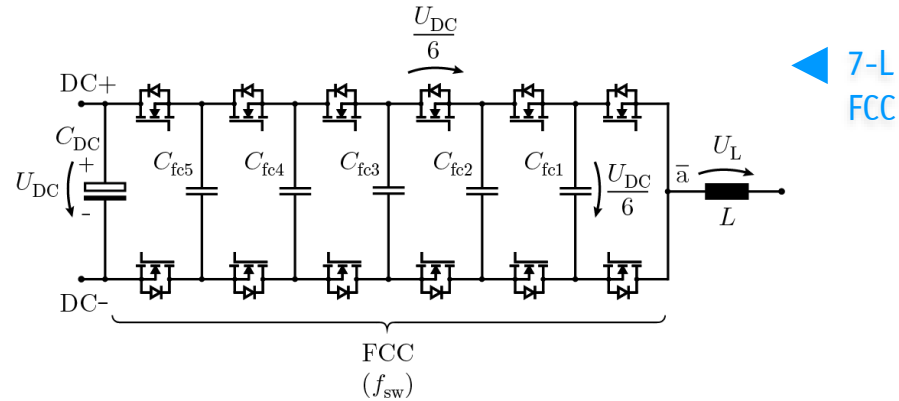 U_DC
6
7-L
FCC
DC+
C_DC
+
U_DC
-
C_fc5
C_fc4
C_fc3
C_fc2
C_fc1
U_DC
6
a̅
U_L
L
DC-
FCC
(f_sw)